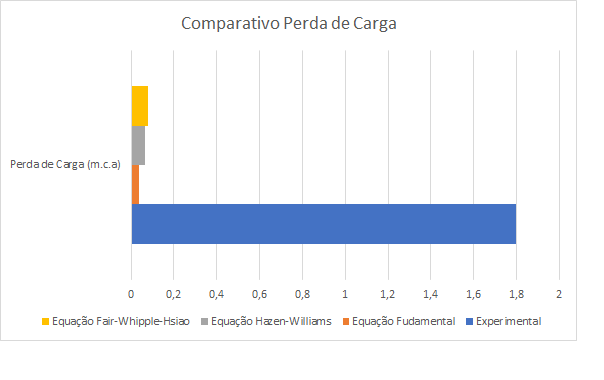 Comparativo Perda de Carga
Perda de Carga (m.c.a)
0 0,2 0,4 0,6 0,8 1 1,2 1,4 1,6 1,8 2
Equação Fair-Whipple-Hsiao Equação Hazen-Williams Equação Fudamental Experimental